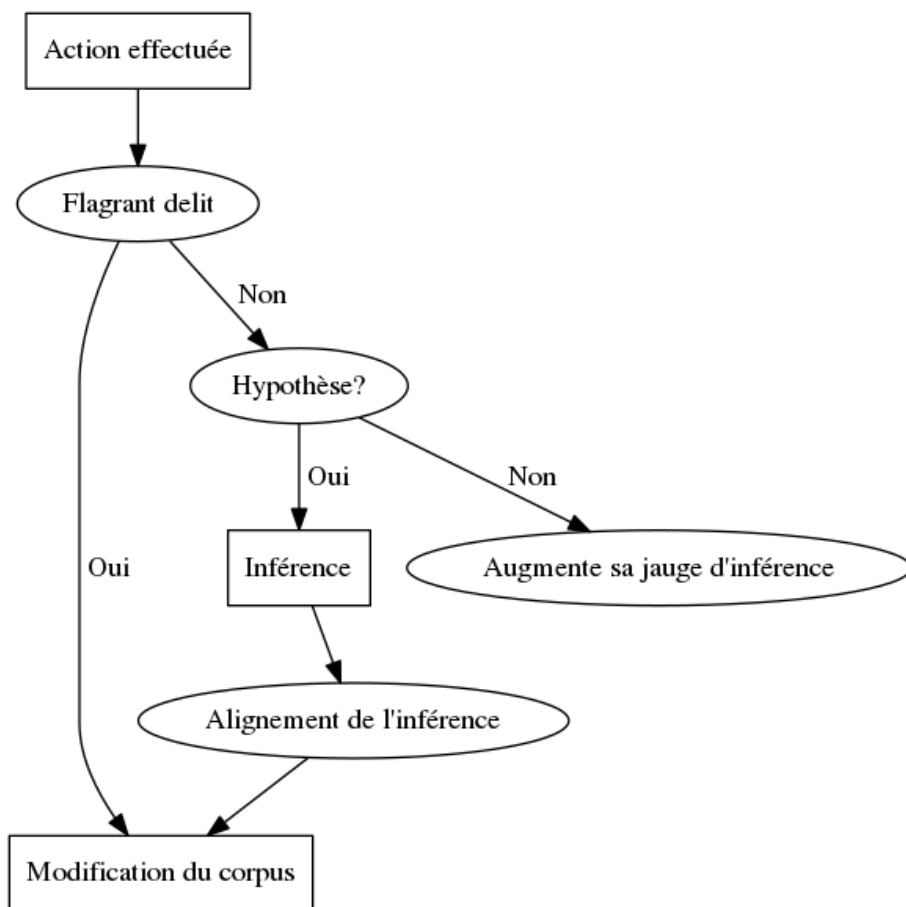 Action effectuée
Flagrant delit
Non
Hypothèse?
Oui
Non
Oui
Inférence
Augmente sa jauge d'inférence
Alignement de l'inférence
Modification du corpus